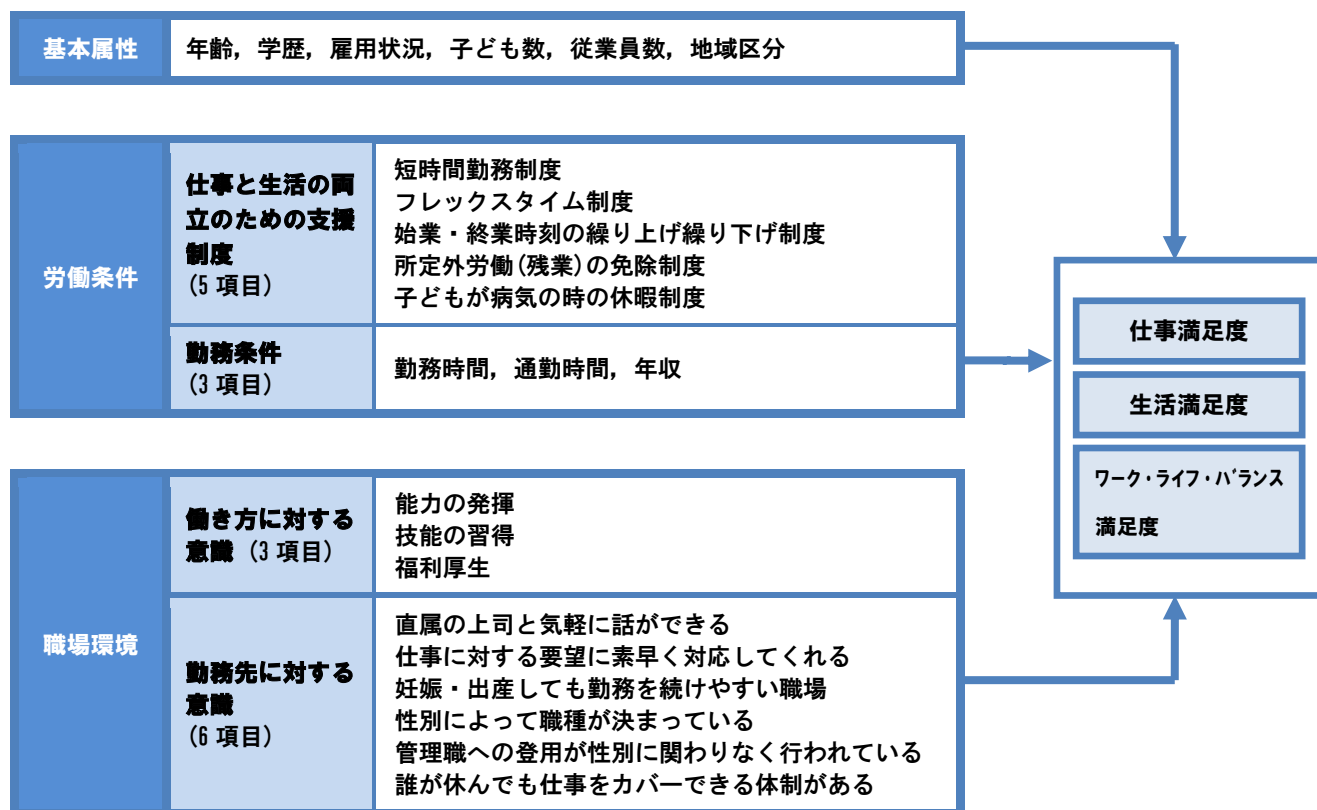 基本属性
年齢，学歴，雇用状況，子ども数，従業員数，地域区分
労働条件
仕事と生活の両
立のための支援
制度
（5 項目）
短時間勤務制度
フレックスタイム制度
始業・終業時刻の繰り上げ繰り下げ制度
所定外労働(残業)の免除制度
子どもが病気の時の休暇制度
勤務条件
（3 項目）
勤務時間，通勤時間，年収
職場環境
働き方に対する
意識（3 項目）
能力の発揮
技能の習得
福利厚生
勤務先に対する
意識
（6 項目）
直属の上司と気軽に話ができる
仕事に対する要望に素早く対応してくれる
妊娠・出産しても勤務を続けやすい職場
性別によって職種が決まっている
管理職への登用が性別に関わりなく行われている
誰が休んでも仕事をカバーできる体制がある
仕事満足度
生活満足度
ワーク・ライフ・バランス
満足度